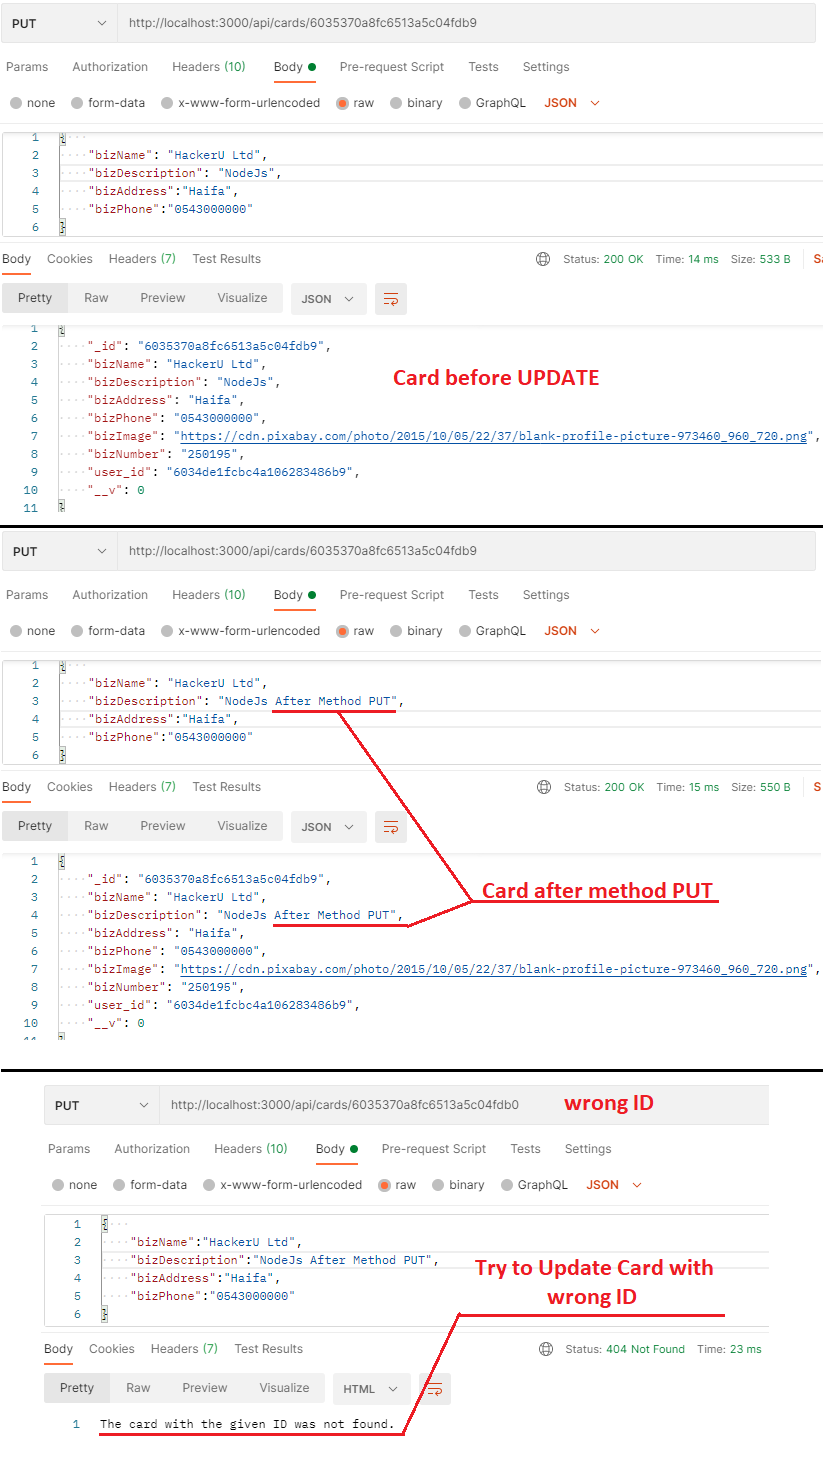 PUT http://localhost:3000/api/cards/6035370a8fc6513a5c04fdb9
Params Authorization Headers (10) Body Pre-request Script Tests Settings
none form-data x-www-form-urlencoded raw binary GraphQL JSON
1 {
2 "bizName": "HackerU Ltd",
3 "bizDescription": "NodeJs",
4 "bizAddress":"Haifa",
5 "bizPhone":"0543000000"
6 }
Body Cookies Headers (7) Test Results Status: 200 OK Time: 14 ms Size: 533 B Sa
Pretty Raw Preview Visualize JSON
1 {
2 "_id": "6035370a8fc6513a5c04fdb9",
3 "bizName": "HackerU Ltd",
4 "bizDescription": "NodeJs",
Card before UPDATE
5 "bizAddress": "Haifa",
6 "bizPhone": "0543000000",
7 "bizImage": "https://cdn.pixabay.com/photo/2015/10/05/22/37/blank-profile-picture-973460_960_720.png",
8 "bizNumber": "250195",
9 "user_id": "6034de1fcbc4a106283486b9",
10 "__v": 0
11 }
PUT http://localhost:3000/api/cards/6035370a8fc6513a5c04fdb9
Params Authorization Headers (10) Body Pre-request Script Tests Settings
none form-data x-www-form-urlencoded raw binary GraphQL JSON
1 {
2 "bizName": "HackerU Ltd",
3 "bizDescription": "NodeJs After Method PUT",
4 "bizAddress":"Haifa",
5 "bizPhone":"0543000000"
6 }
Body Cookies Headers (7) Test Results Status: 200 OK Time: 15 ms Size: 550 B S
Pretty Raw Preview Visualize JSON
1 {
2 "_id": "6035370a8fc6513a5c04fdb9",
3 "bizName": "HackerU Ltd",
Card after method PUT
4 "bizDescription": "NodeJs After Method PUT",
5 "bizAddress": "Haifa",
6 "bizPhone": "0543000000",
7 "bizImage": "https://cdn.pixabay.com/photo/2015/10/05/22/37/blank-profile-picture-973460_960_720.png",
8 "bizNumber": "250195",
9 "user_id": "6034de1fcbc4a106283486b9",
10 "__v": 0
11 }
PUT http://localhost:3000/api/cards/6035370a8fc6513a5c04fdb0 wrong ID
Params Authorization Headers (10) Body Pre-request Script Tests Settings
none form-data x-www-form-urlencoded raw binary GraphQL JSON
1 {
2 "bizName":"HackerU Ltd",
3 "bizDescription":"NodeJs After Method PUT",
4 "bizAddress":"Haifa",
5 "bizPhone":"0543000000"
6 }
Try to Update Card with
wrong ID
Body Cookies Headers (7) Test Results Status: 404 Not Found Time: 23 ms
Pretty Raw Preview Visualize HTML
1 The card with the given ID was not found.